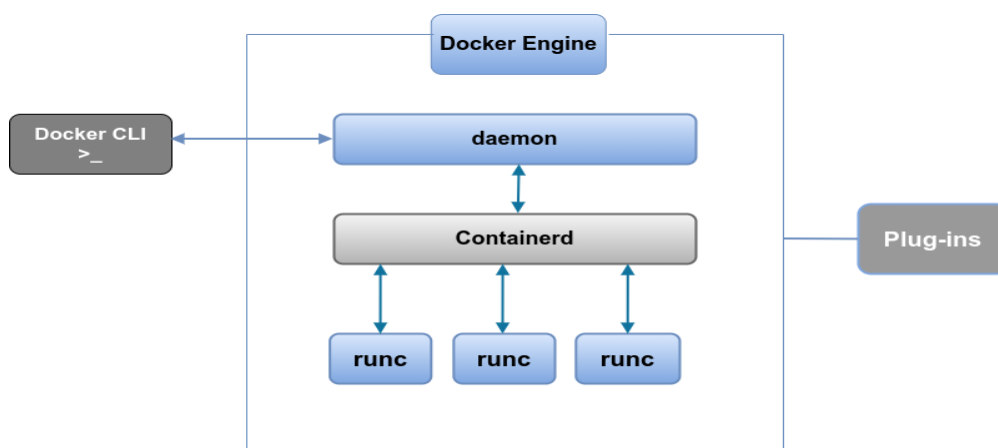 Docker Engine
Docker CLI
>_
daemon
Containerd
Plug-ins
runc
runc
runc